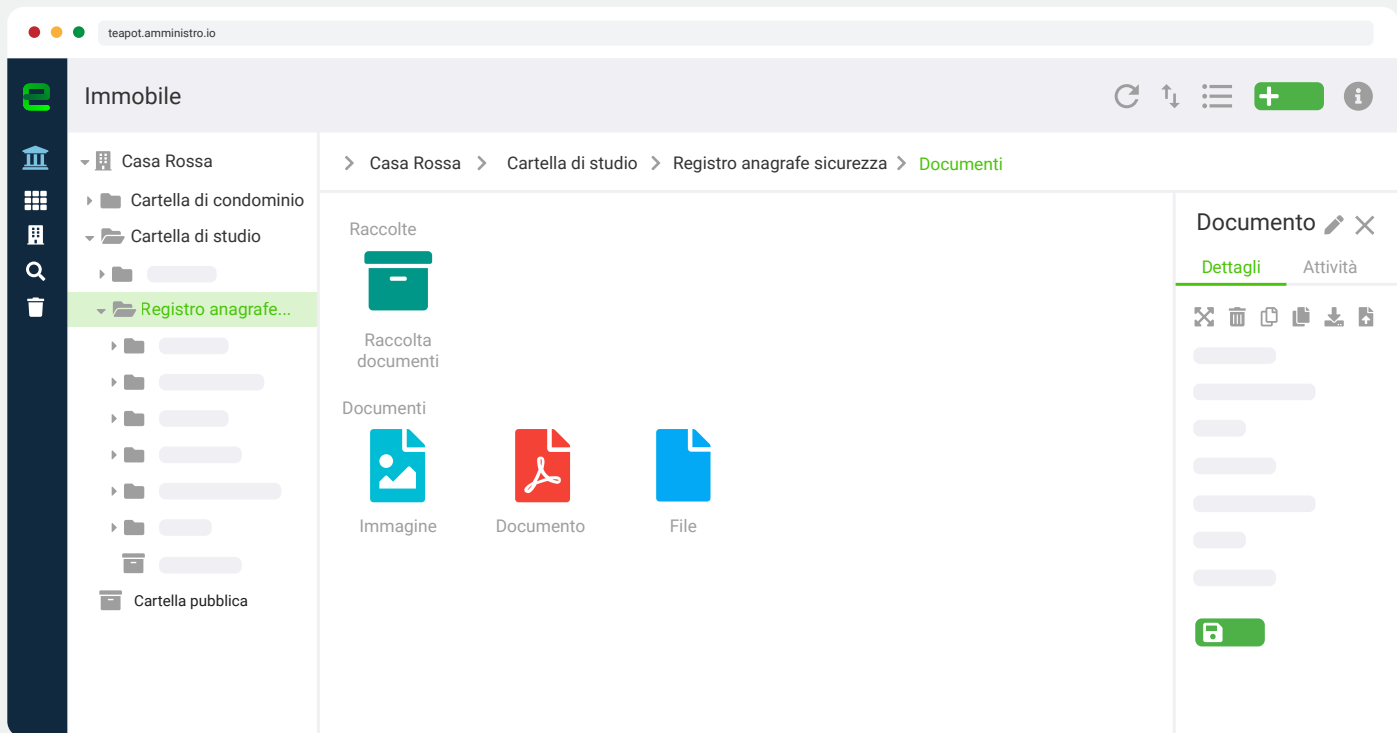 teapot.amministro.io
Immobile
Casa Rossa
Cartella di condominio
Cartella di studio
Registro anagrafe...
Cartella pubblica
Casa Rossa
Cartella di studio
Registro anagrafe sicurezza
Documenti
Raccolte
Raccolta
documenti
Documenti
Immagine
Documento
File
Documento
Dettagli
Attività